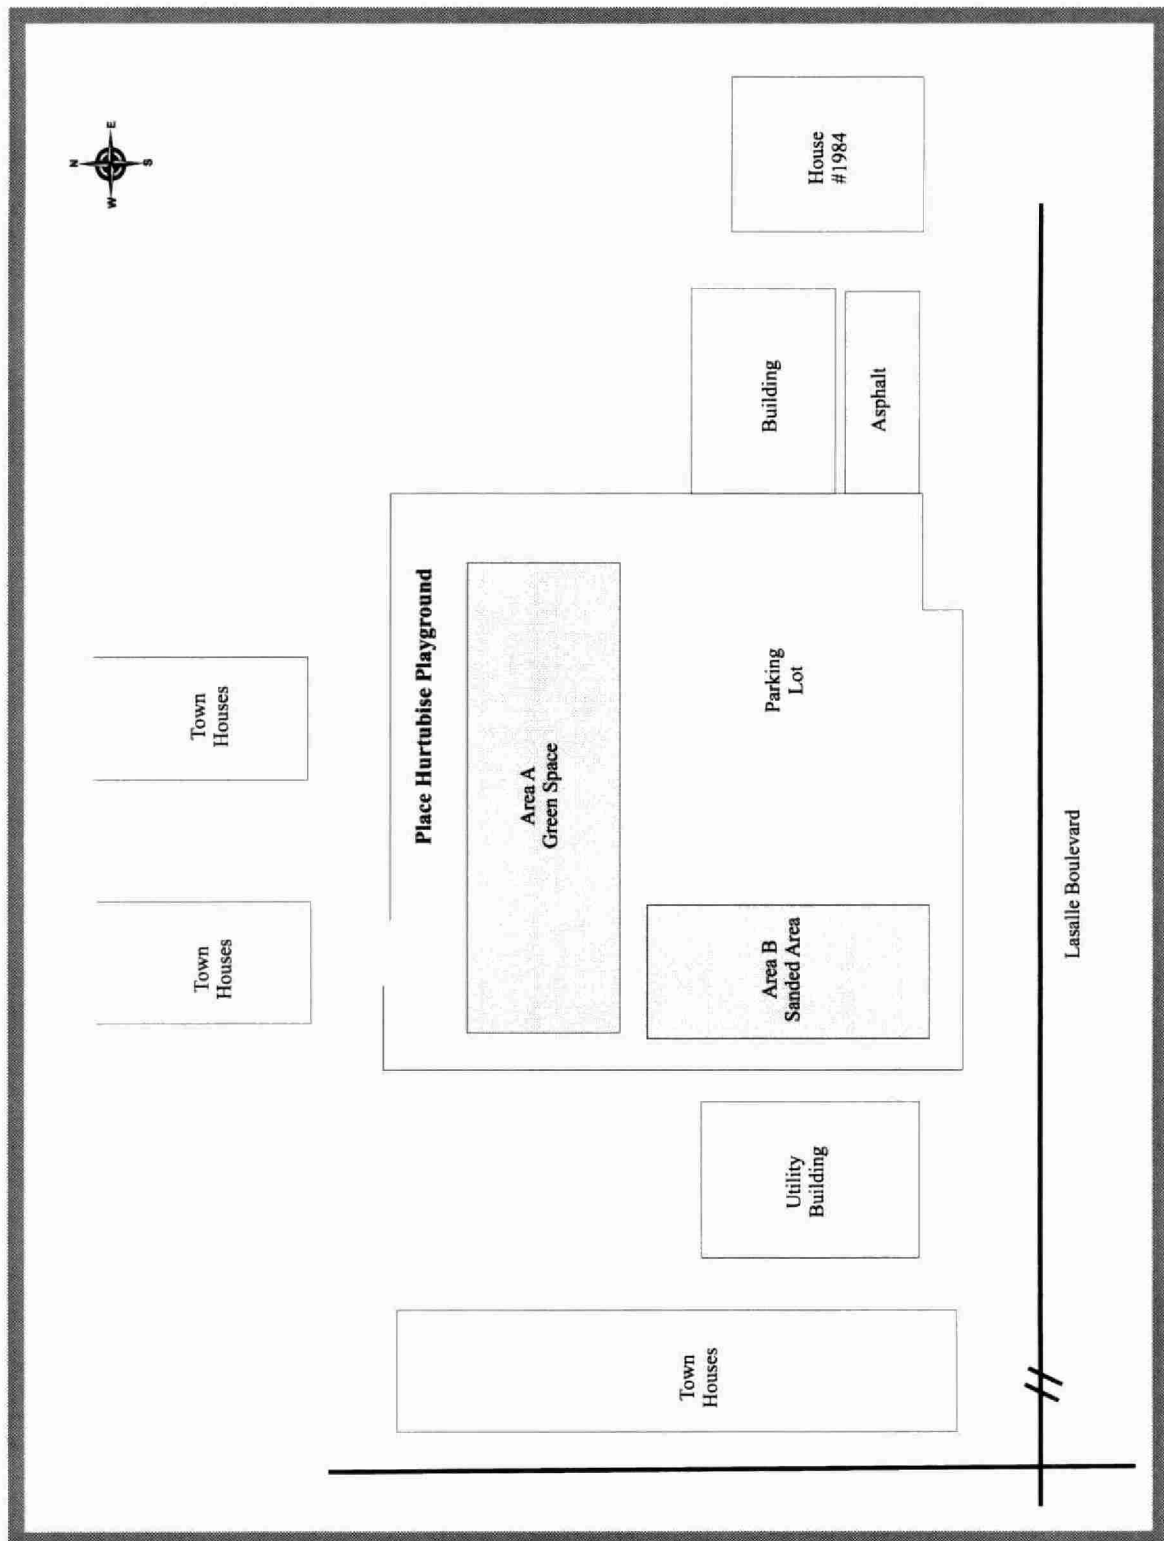 N
W
E
S
House
#1984
Building
Asphalt
Place Hurtubise Playground
Town
Houses
Town
Houses
Area A
Green Space
Parking
Lot
Area B
Sanded Area
Lasalle Boulevard
Utility
Building
Town
Houses